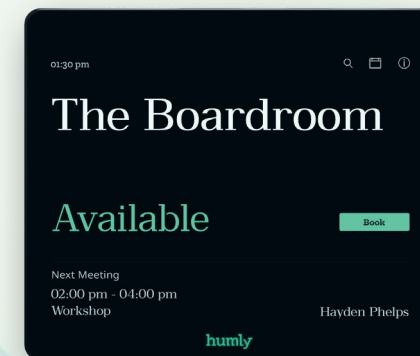 01:30 pm
The Boardroom
Available
Book
Next Meeting
02:00 pm - 04:00 pm
Workshop
Hayden Phelps
humly